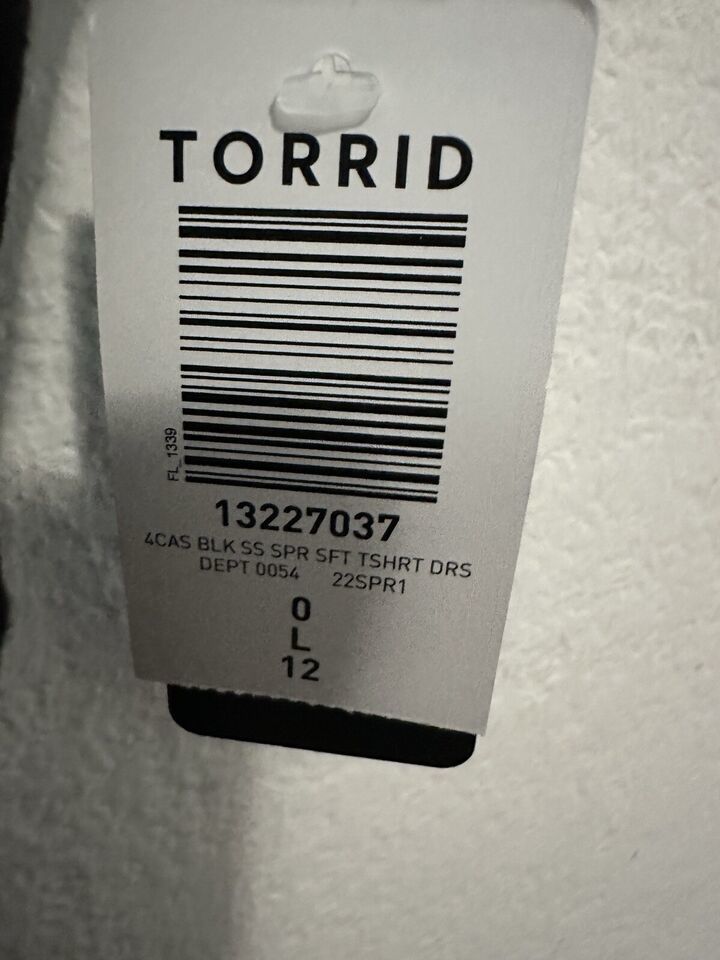 TORRID
FL_1339
13227037
4CAS BLK SS SPR SFT TSHRT DRS
DEPT 0054 22SPR1
0
L
12